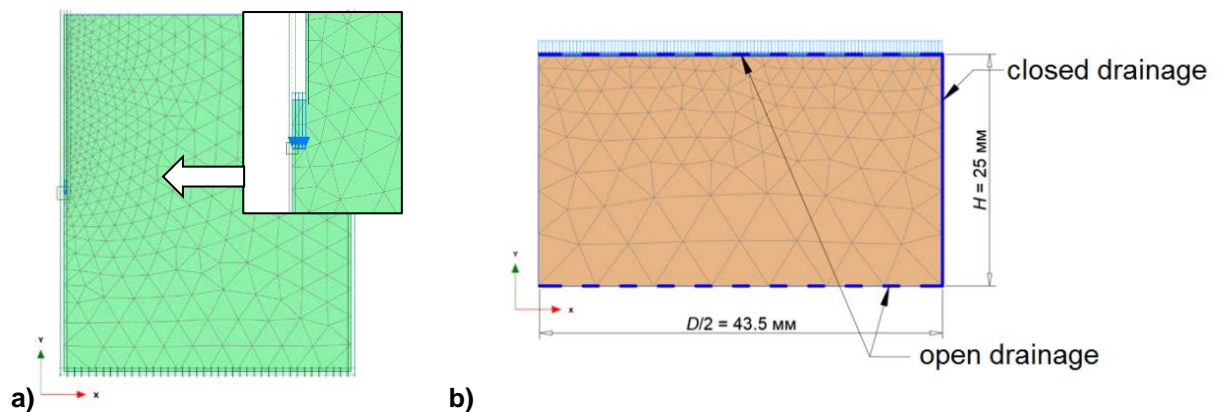 closed drainage
H = 25 мм
Y
x
D/2 = 43.5 мм
open drainage
Y
x
a)
b)